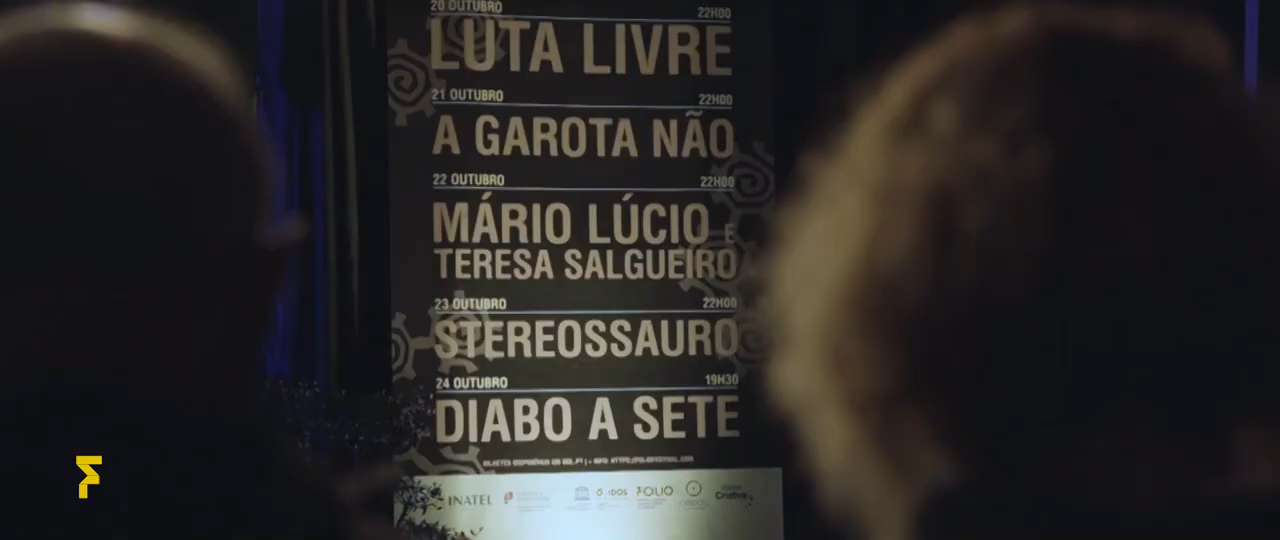 20 OUTUBRO 22H00
LUTA LIVRE
21 OUTUBRO 22H00
A GAROTA NÃO
22 OUTUBRO 22H00
MÁRIO LÚCIO E
TERESA SALGUEIRO
23 OUTUBRO 22H00
STEREOSSAURO
24 OUTUBRO 19H30
DIABO A SETE
INATEL FOLIO
Criativa